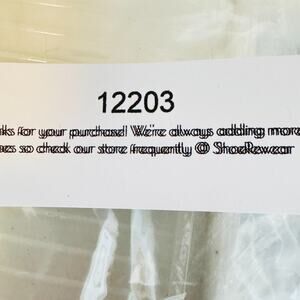 12203
ks for your purchase! We're always adding more
es so check our store frequently @ ShoeRewear